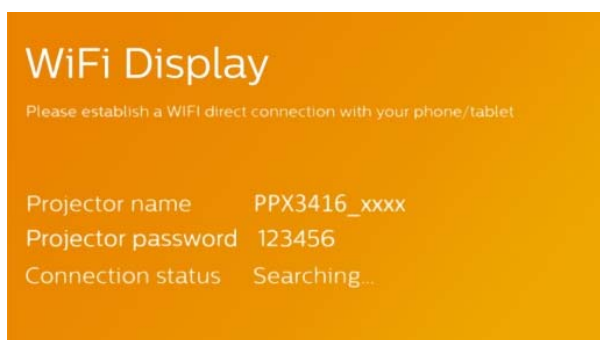 WiFi Display
Please establish a WIFI direct connection with your phone/tablet
Projector name PPX3416_xxxx
Projector password 123456
Connection status Searching...